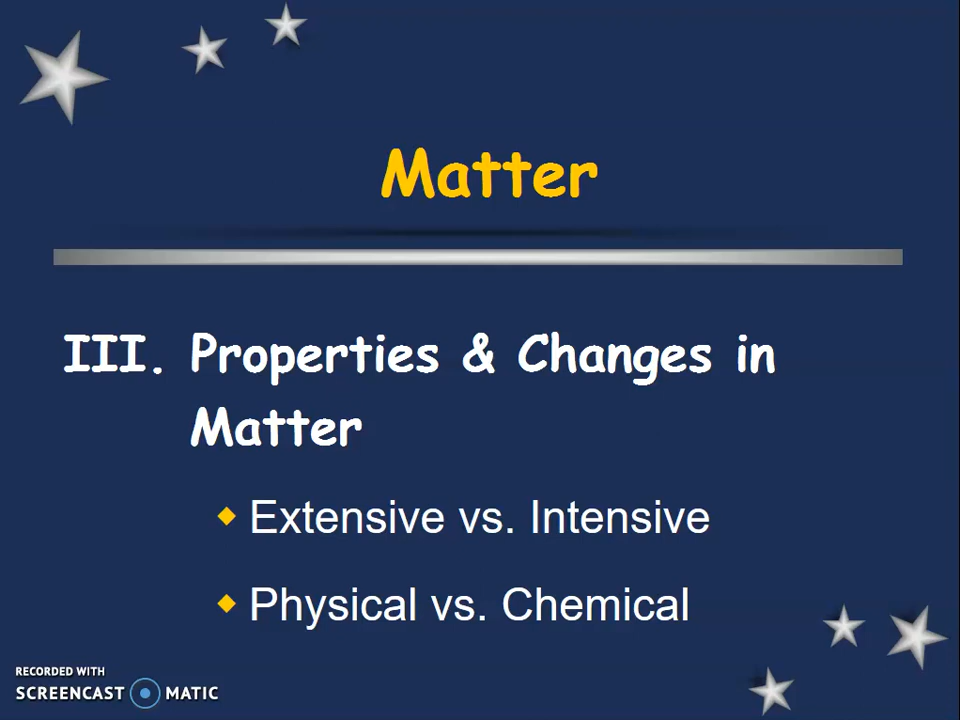 Matter
III. Properties & Changes in
Matter
Extensive vs. Intensive
Physical vs. Chemical
RECORDED WITH
SCREENCAST MATIC